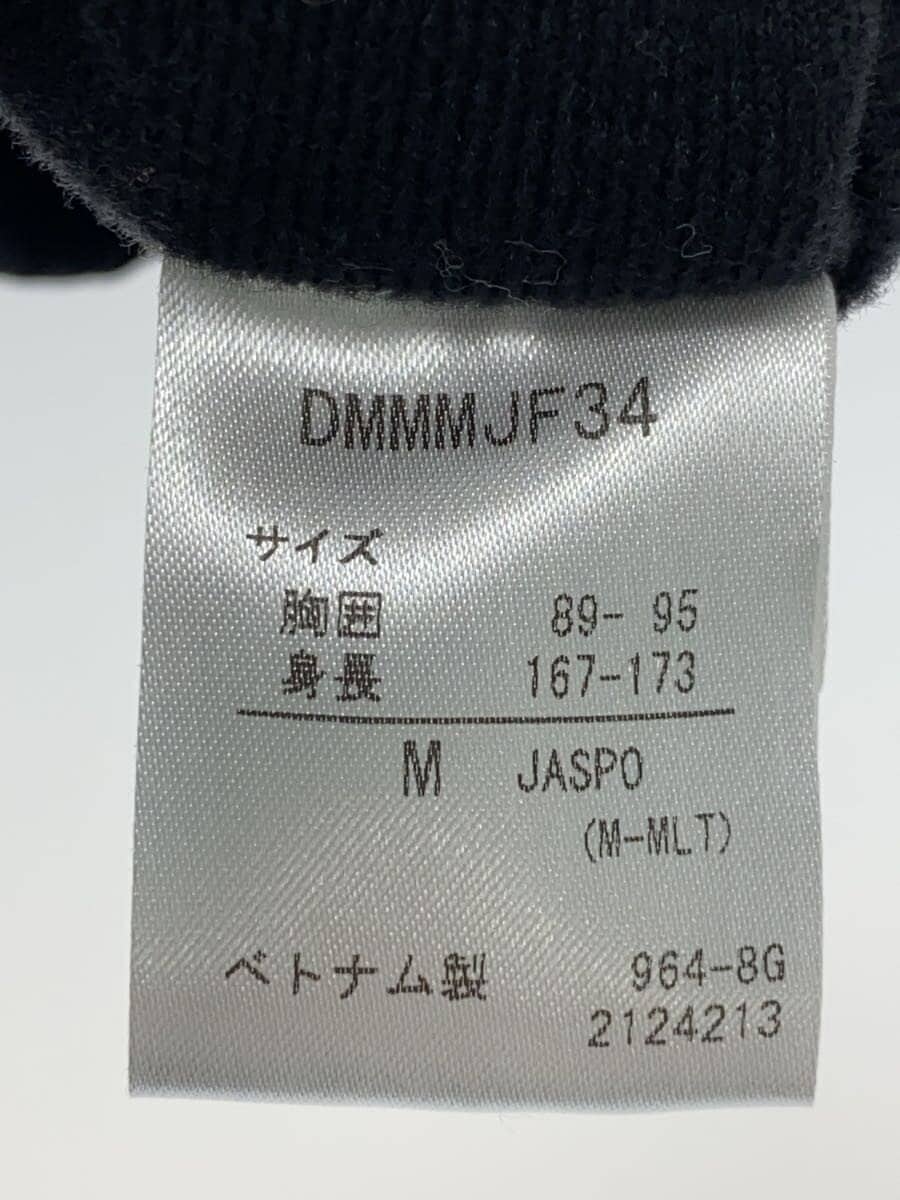 DMMMJF34
サイズ
胸囲 89-95
身長 167-173
M JASPO
(M-MLT)
ベトナム製 964-8G
2124213